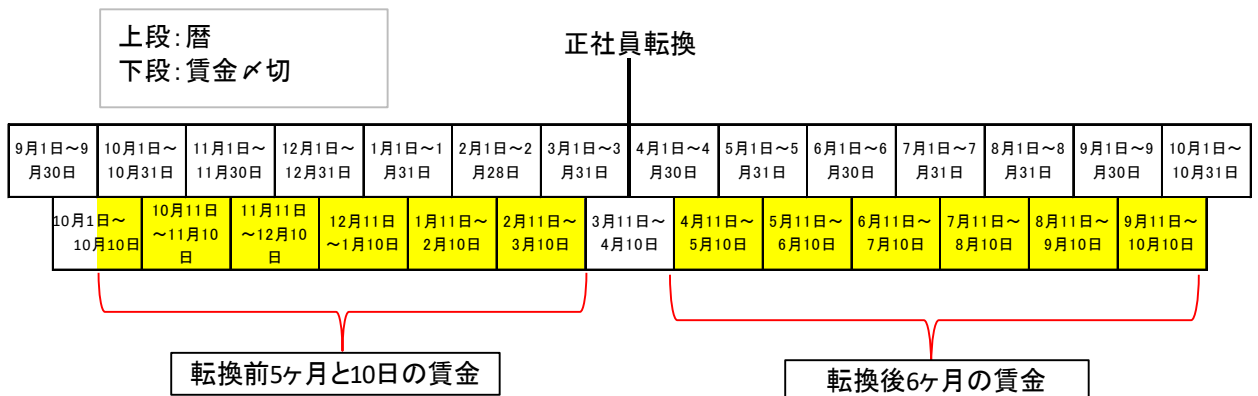 上段:暦
下段:賃金〆切
正社員転換
9月1日～9
月30日
10月1日～
10月31日
11月1日～
11月30日
12月1日～
12月31日
1月1日～1
月31日
2月1日～2
月28日
3月1日～3
月31日
4月1日～4
月30日
5月1日～5
月31日
6月1日～6
月30日
7月1日～7
月31日
8月1日～8
月31日
9月1日～9
月30日
10月1日～
10月31日
10月1日～
10月10日
10月11日
～11月10
日
11月11日
～12月10
日
12月11日
～1月10日
1月11日～
2月10日
2月11日～
3月10日
3月11日～
4月10日
4月11日～
5月10日
5月11日～
6月10日
6月11日～
7月10日
7月11日～
8月10日
8月11日～
9月10日
9月11日～
10月10日
転換前5ヶ月と10日の賃金
転換後6ヶ月の賃金